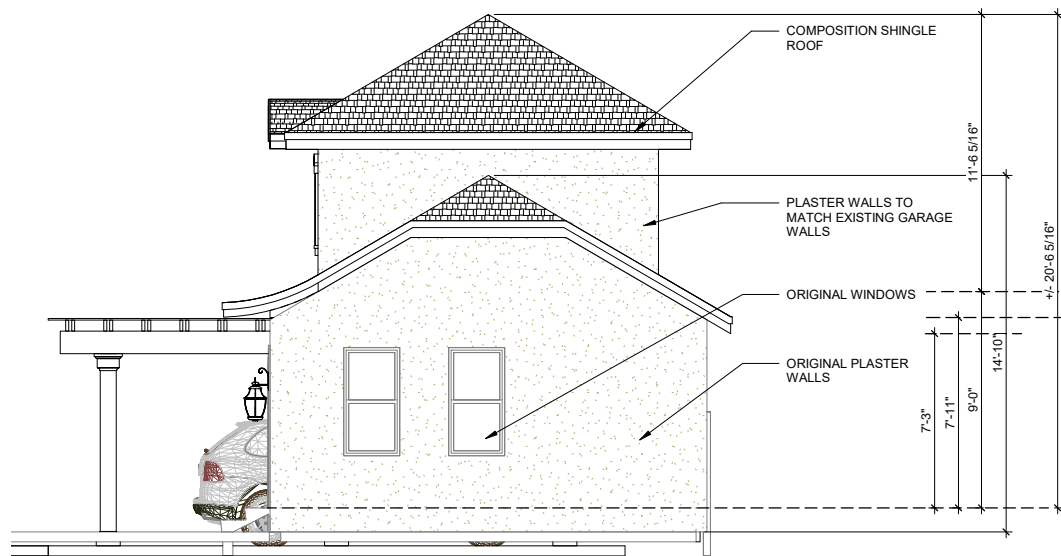 COMPOSITION SHINGLE
ROOF
PLASTER WALLS TO
MATCH EXISTING GARAGE
WALLS
ORIGINAL WINDOWS
ORIGINAL PLASTER
WALLS
7'-3"
7'-11"
9'-0"
11'-6 5/16"
14'-10"
+/- 20'-6 5/16"